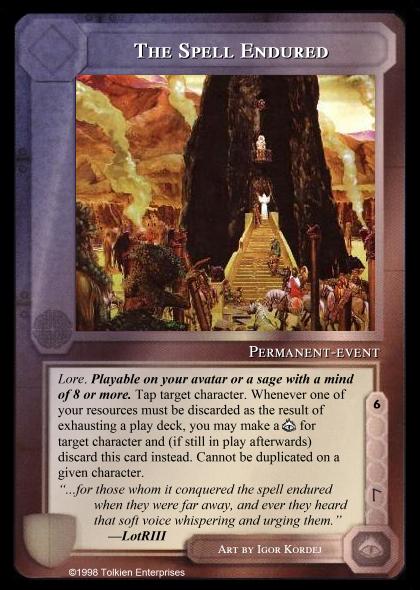 THE SPELL ENDURED
PERMANENT-EVENT
Lore. Playable on your avatar or a sage with a mind
of 8 or more. Tap target character. Whenever one of
your resources must be discarded as the result of
exhausting a play deck, you may make a for
target character and (if still in play afterwards)
discard this card instead. Cannot be duplicated on a
given character.
6
“...for those whom it conquered the spell endured
when they were far away, and ever they heard
that soft voice whispering and urging them.”
—LotRIII
ART BY IGOR KORDEJ
©1998 Tolkien Enterprises